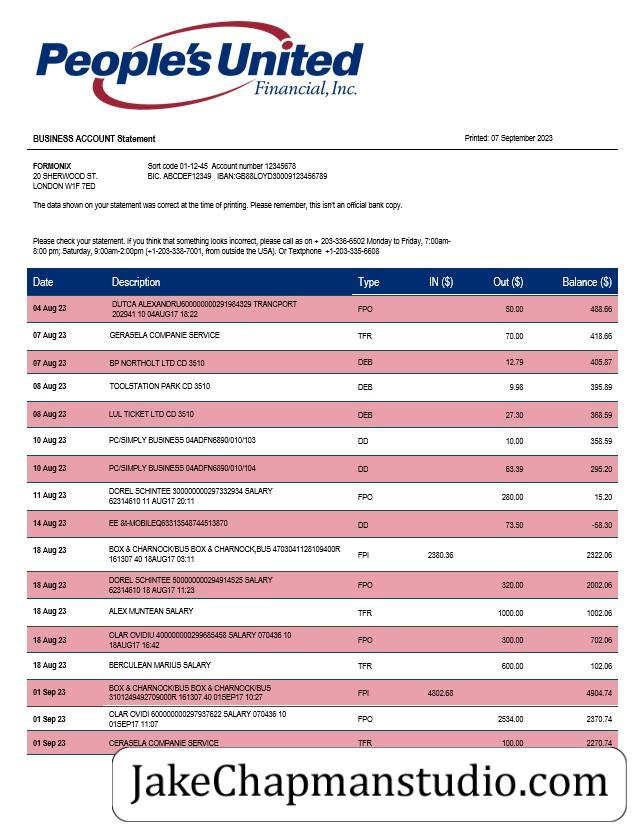 People's United
Financial, Inc.
BUSINESS ACCOUNT Statement
Printed: 07 September 2023
FORMONIX
20 SHERWOOD ST.
LONDON W1F 7ED
Sort code 01-12-45 Account number 12345678
BIC. ABCDEF12349 IBAN:GB88LOYD30009123456789
The data shown on your statement was correct at the time of printing. Please remember, this isn't an official bank copy.
Please check your statement. If you think that something looks incorrect, please call as on + 203-336-6502 Monday to Friday, 7:00am-
8:00 pm; Saturday, 9:00am-2:00pm (+1-203-338-7001, from outside the USA). Or Textphone +1-203-335-6608
Date Description Type IN ($) Out ($) Balance ($)
04 Aug 23 DUTCA ALEXANDRU600000000291984329 TRANCPORT FPO 50.00 488.66
202941 10 04AUG17 18:22
07 Aug 23 GERASELA COMPANIE SERVICE TFR 70.00 418.66
07 Aug 23 BP NORTHOLT LTD CD 3510 DEB 12.79 405.87
08 Aug 23 TOOLSTATION PARK CD 3510 DEB 9.98 395.89
08 Aug 23 LUL TICKET LTD CD 3510 DEB 27.30 368.59
10 Aug 23 PC/SIMPLY BUSINESS 04ADFN6890/010/103 DD 10.00 358.59
10 Aug 23 PC/SIMPLY BUSINESS 04ADFN6890/010/104 DD 63.39 295.20
11 Aug 23 DOREL SCHINTEE 300000000297332934 SALARY FPO 280.00 15.20
62314610 11 AUG17 20:11
14 Aug 23 EE &t-MOBILEQ63313548744513870 DD 73.50 -58.30
18 Aug 23 BOX & CHARNOCK/BUS BOX & CHARNOCK,BUS 4703041128109400R FPI 2380.36 2322.06
161307 40 18AUG17 03:11
18 Aug 23 DOREL SCHINTEE 500000000294914525 SALARY FPO 320.00 2002.06
62314610 18 AUG17 11:23
18 Aug 23 ALEX MUNTEAN SALARY TFR 1000.00 1002.06
18 Aug 23 OLAR OVIDIU 400000000299685458 SALARY 070436 10 FPO 300.00 702.06
18AUG17 16:42
18 Aug 23 BERCULEAN MARIUS SALARY TFR 600.00 102.06
01 Sep 23 BOX & CHARNOCK/BUS BOX & CHARNOCK/BUS FPI 4802.68 4904.74
3101249492709000R 161307 40 01SEP17 10:27
01 Sep 23 OLAR OVIDI 600000000297937622 SALARY 070436 10 FPO 2534.00 2370.74
01SEP17 11:07
01 Sep 23 CERASELA COMPANIE SERVICE TFR 100.00 2270.74
JakeChapmanstudio.com